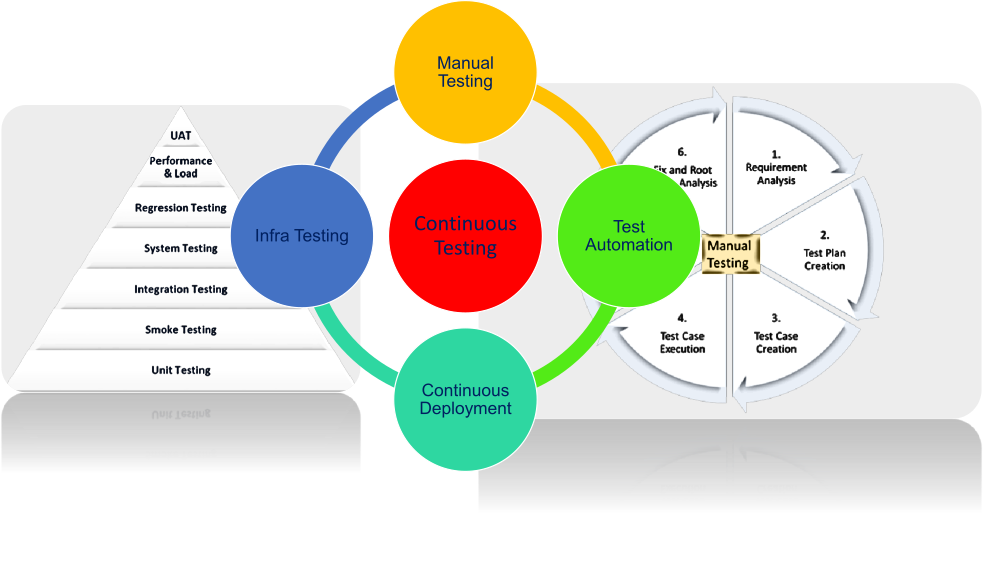 Manual
Testing
UAT
Performance
& Load
Regression Testing
System Testing
Integration Testing
Smoke Testing
Unit Testing
Infra Testing
Continuous
Testing
Test
Automation
Continuous
Deployment
6.
and Root
Analysis
1.
Requirement
Analysis
2.
Test Plan
Creation
3.
Test Case
Creation
4.
Test Case
Execution
Manual
Testing
Unit Testing